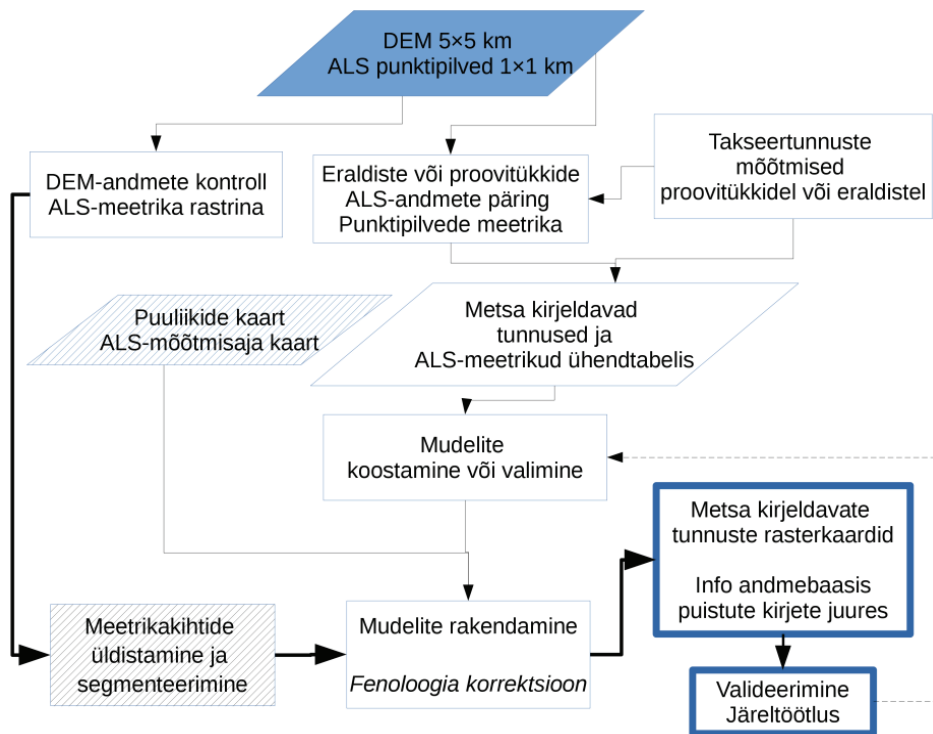 DEM 5×5 km
ALS punktipilved 1×1 km
DEM-andmete kontroll
ALS-meetrika rastrina
Eraldiste või proovitükkide
ALS-andmete päring
Punktipilvede meetrika
Takseertunnuste
mõõtmised
proovitükkidel või eraldistel
Puuliikide kaart
ALS-mõõtmisaja kaart
Metsa kirjeldavad
tunnused ja
ALS-meetrikud ühendtabelis
Mudelite
koostamine või valimine
Metsa kirjeldavate
tunnuste rasterkaardid
Info andmebaasis
puistute kirjete juures
Meetrikakihtide
üldistamine ja
segmenteerimine
Mudelite rakendamine
Fenoloogia korrektsioon
Valideerimine
Järeltöötlus